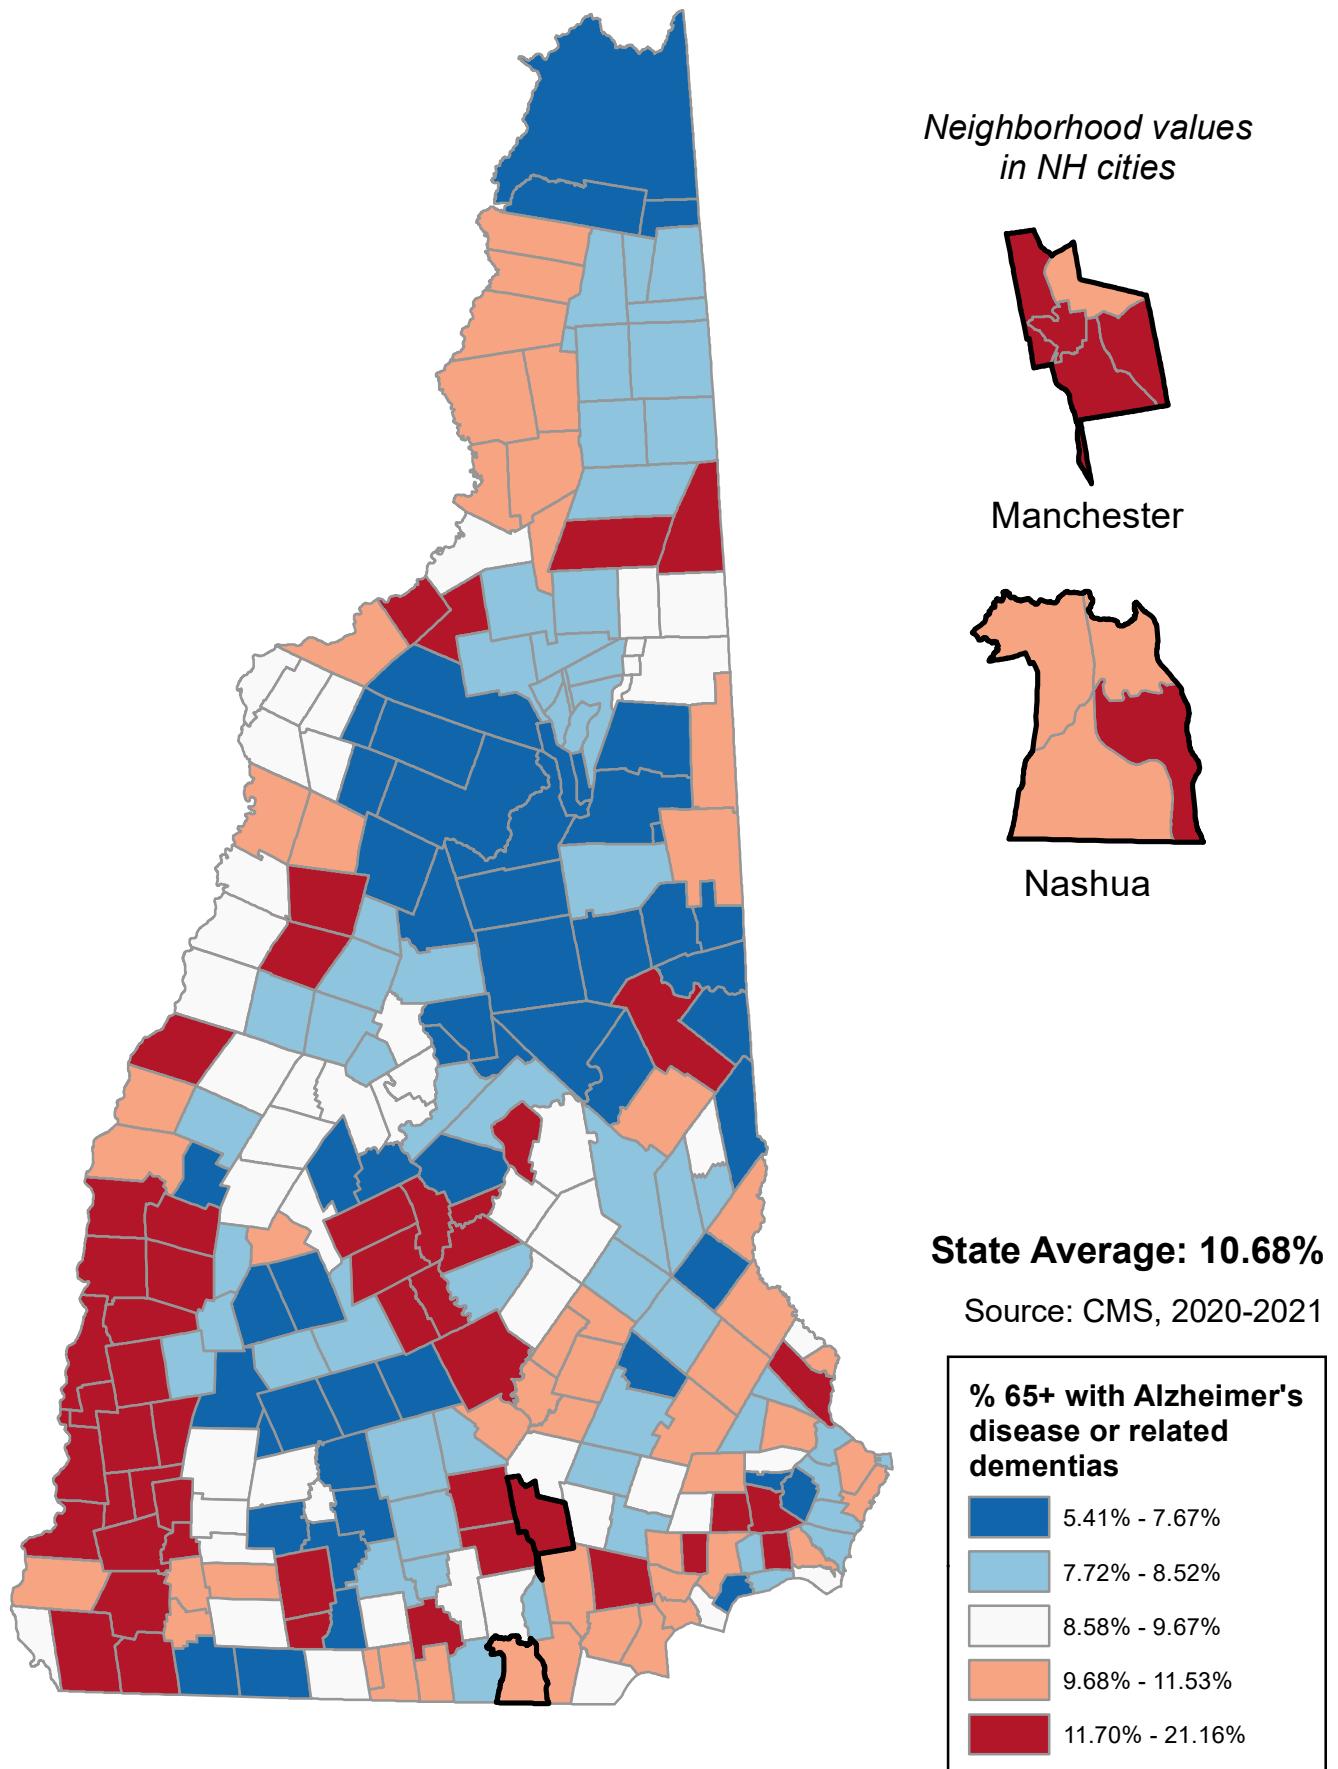 Neighborhood values
in NH cities
Manchester
Nashua
State Average: 10.68%
Source: CMS, 2020-2021
% 65+ with Alzheimer's
disease or related
dementias
5.41% - 7.67%
7.72% - 8.52%
8.58% - 9.67%
9.68% - 11.53%
11.70% - 21.16%